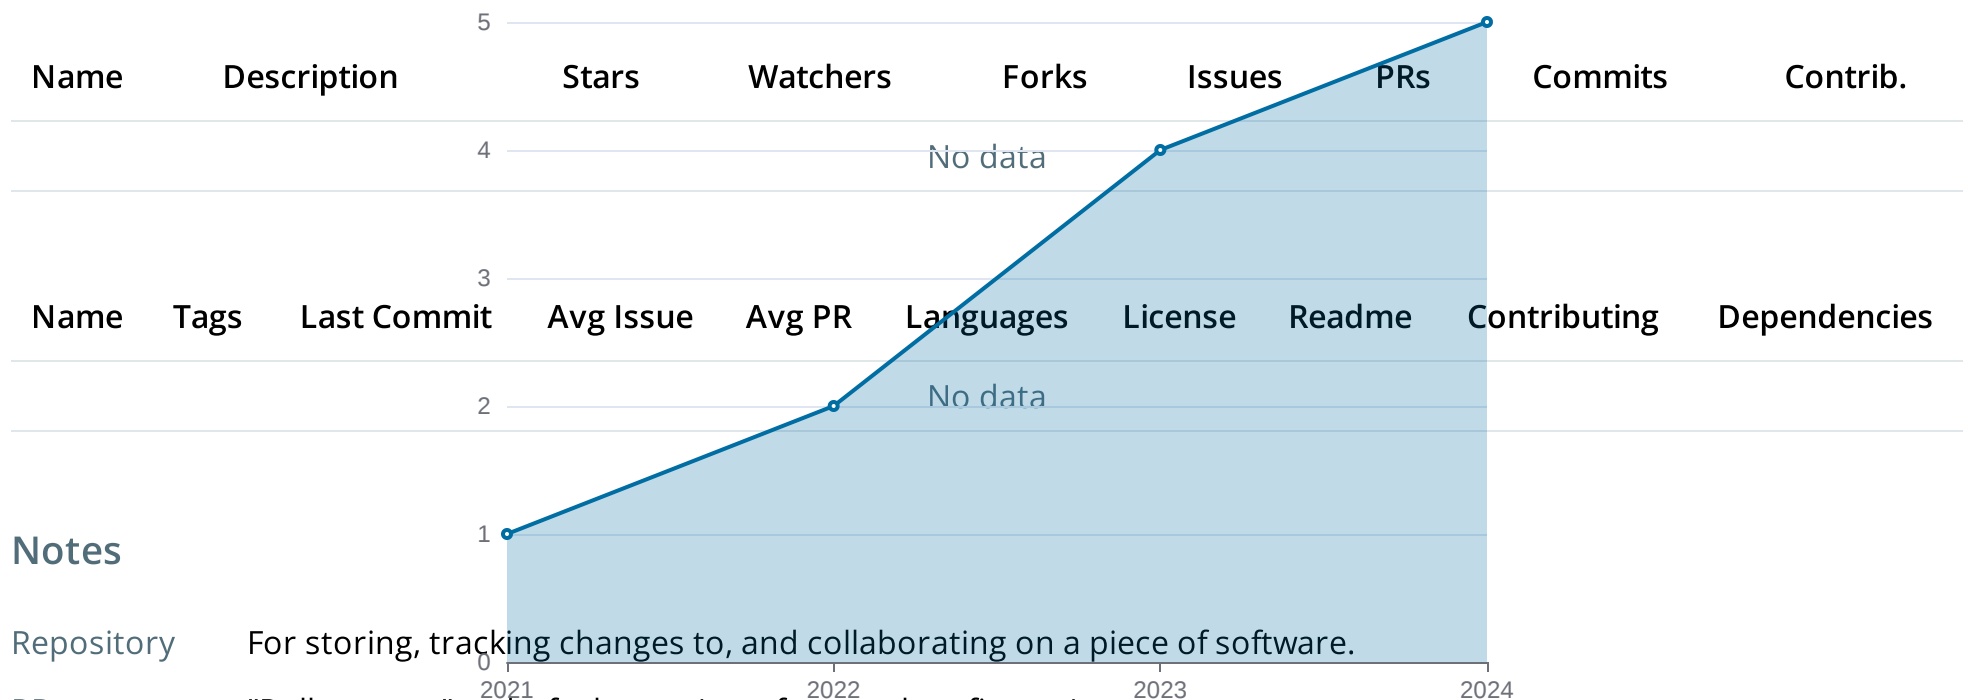 5
Name Description Stars Watchers Forks Issues PRs Commits Contrib.
4
No data
3
Name Tags Last Commit Avg Issue Avg PR Languages License Readme Contributing Dependencies
No data
2
1
Notes
Repository For storing, tracking changes to, and collaborating on a piece of software.
0
2021 2022 2023 2024